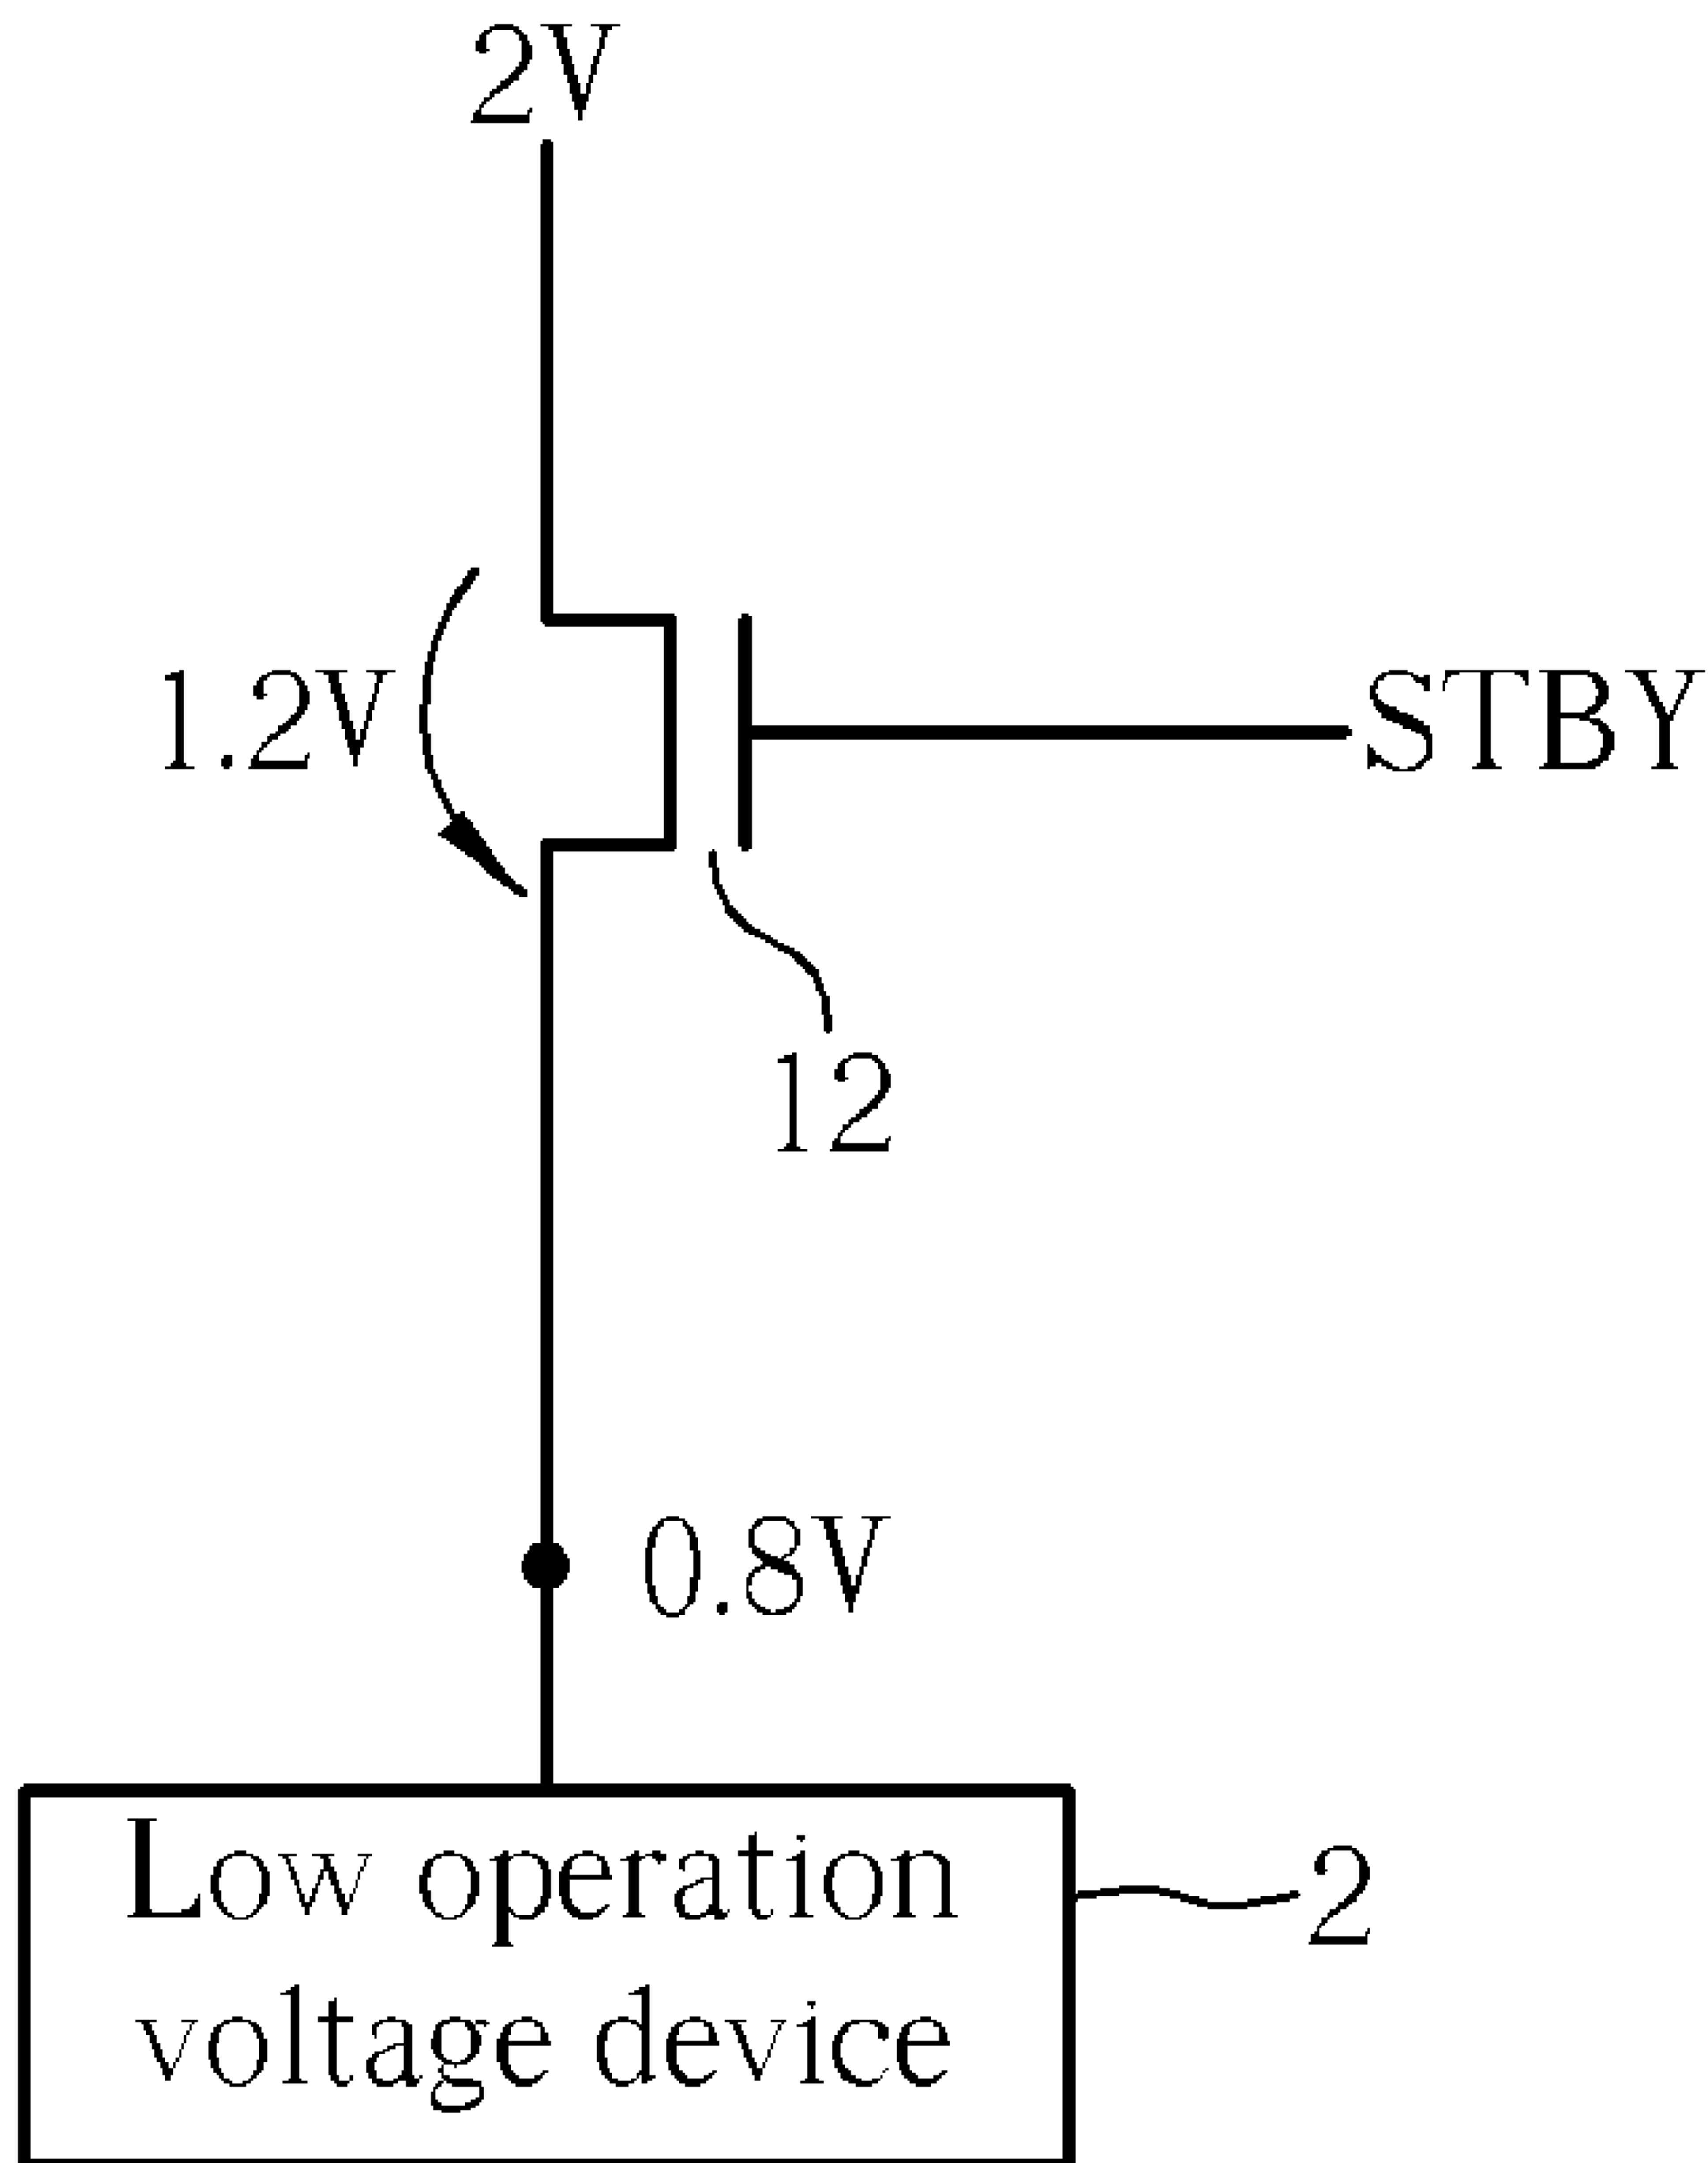 2V
1.2V
STBY
12
0.8V
Low operation
voltage device
2